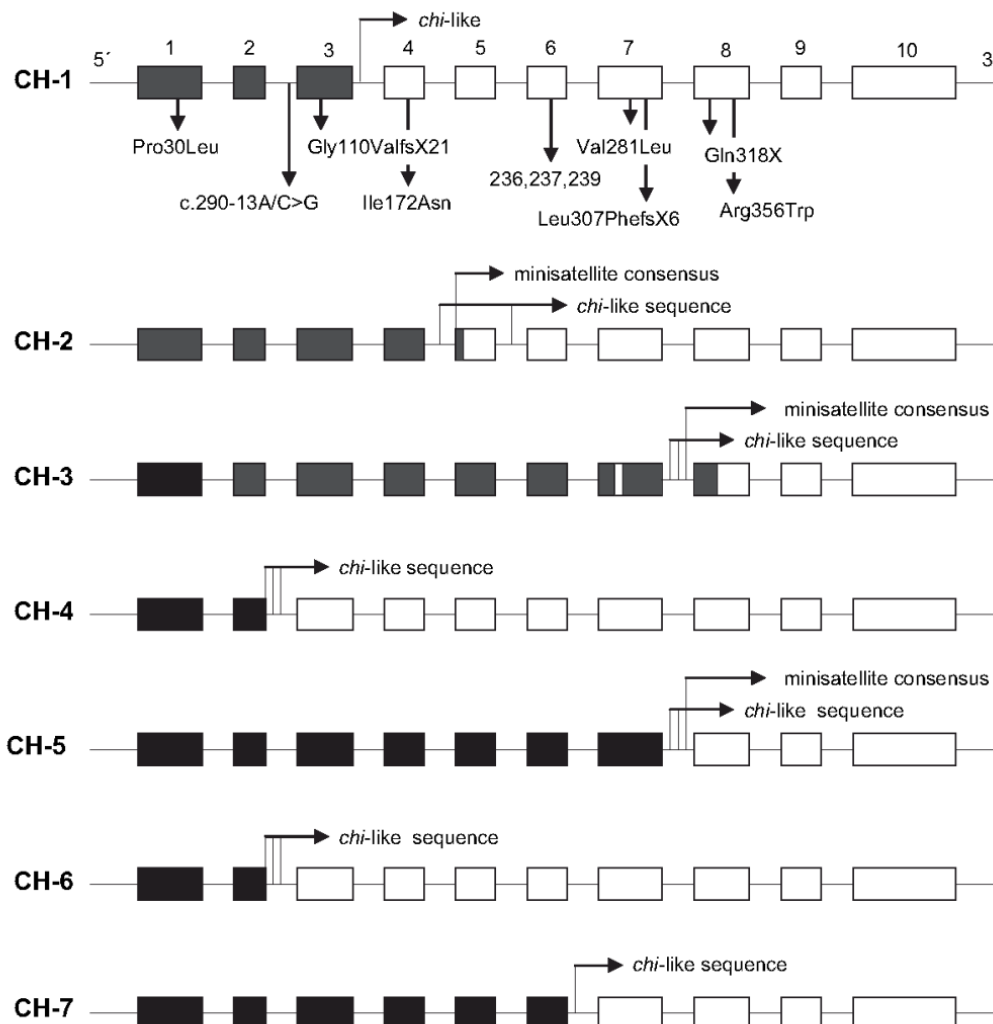 chi-like
5´ 1 2 3 4 5 6 7 8 9 10 3
CH-1
Pro30Leu Gly110ValfsX21 Val281Leu Gln318X
c.290-13A/C>G Ile172Asn 236,237,239 Leu307PhefsX6 Arg356Trp
minisatellite consensus
chi-like sequence
CH-2
minisatellite consensus
chi-like sequence
CH-3
chi-like sequence
CH-4
minisatellite consensus
chi-like sequence
CH-5
chi-like sequence
CH-6
chi-like sequence
CH-7